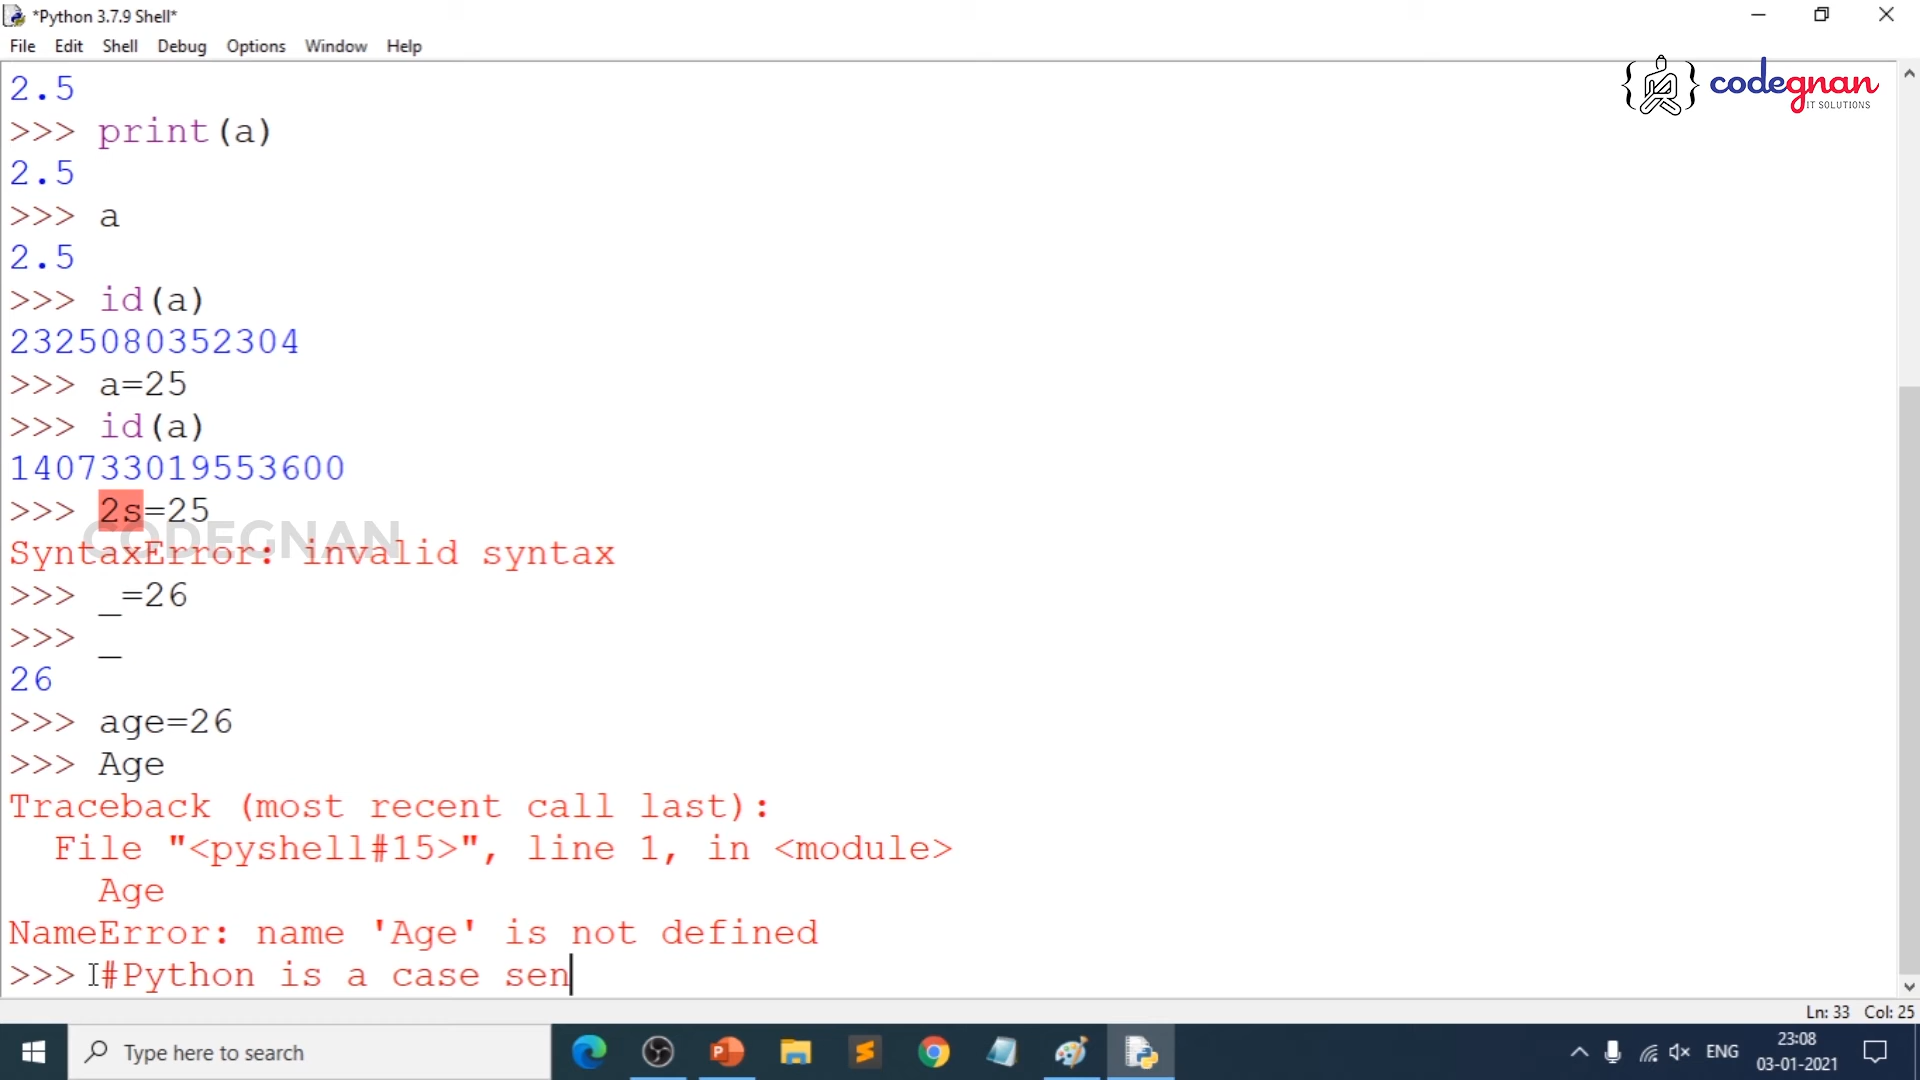 *Python 3.7.9 Shell*
File Edit Shell Debug Options Window Help
codegnan
IT SOLUTIONS
2.5
>>> print(a)
2.5
>>> a
2.5
>>> id(a)
2325080352304
>>> a=25
>>> id(a)
140733019553600
>>> 2s=25
CODEGNAN
SyntaxError: invalid syntax
>>> _=26
>>> _
26
>>> age=26
>>> Age
Traceback (most recent call last):
  File "<pyshell#15>", line 1, in <module>
    Age
NameError: name 'Age' is not defined
>>> #Python is a case sen
Ln: 33 Col: 25
Type here to search
ENG
23:08
03-01-2021